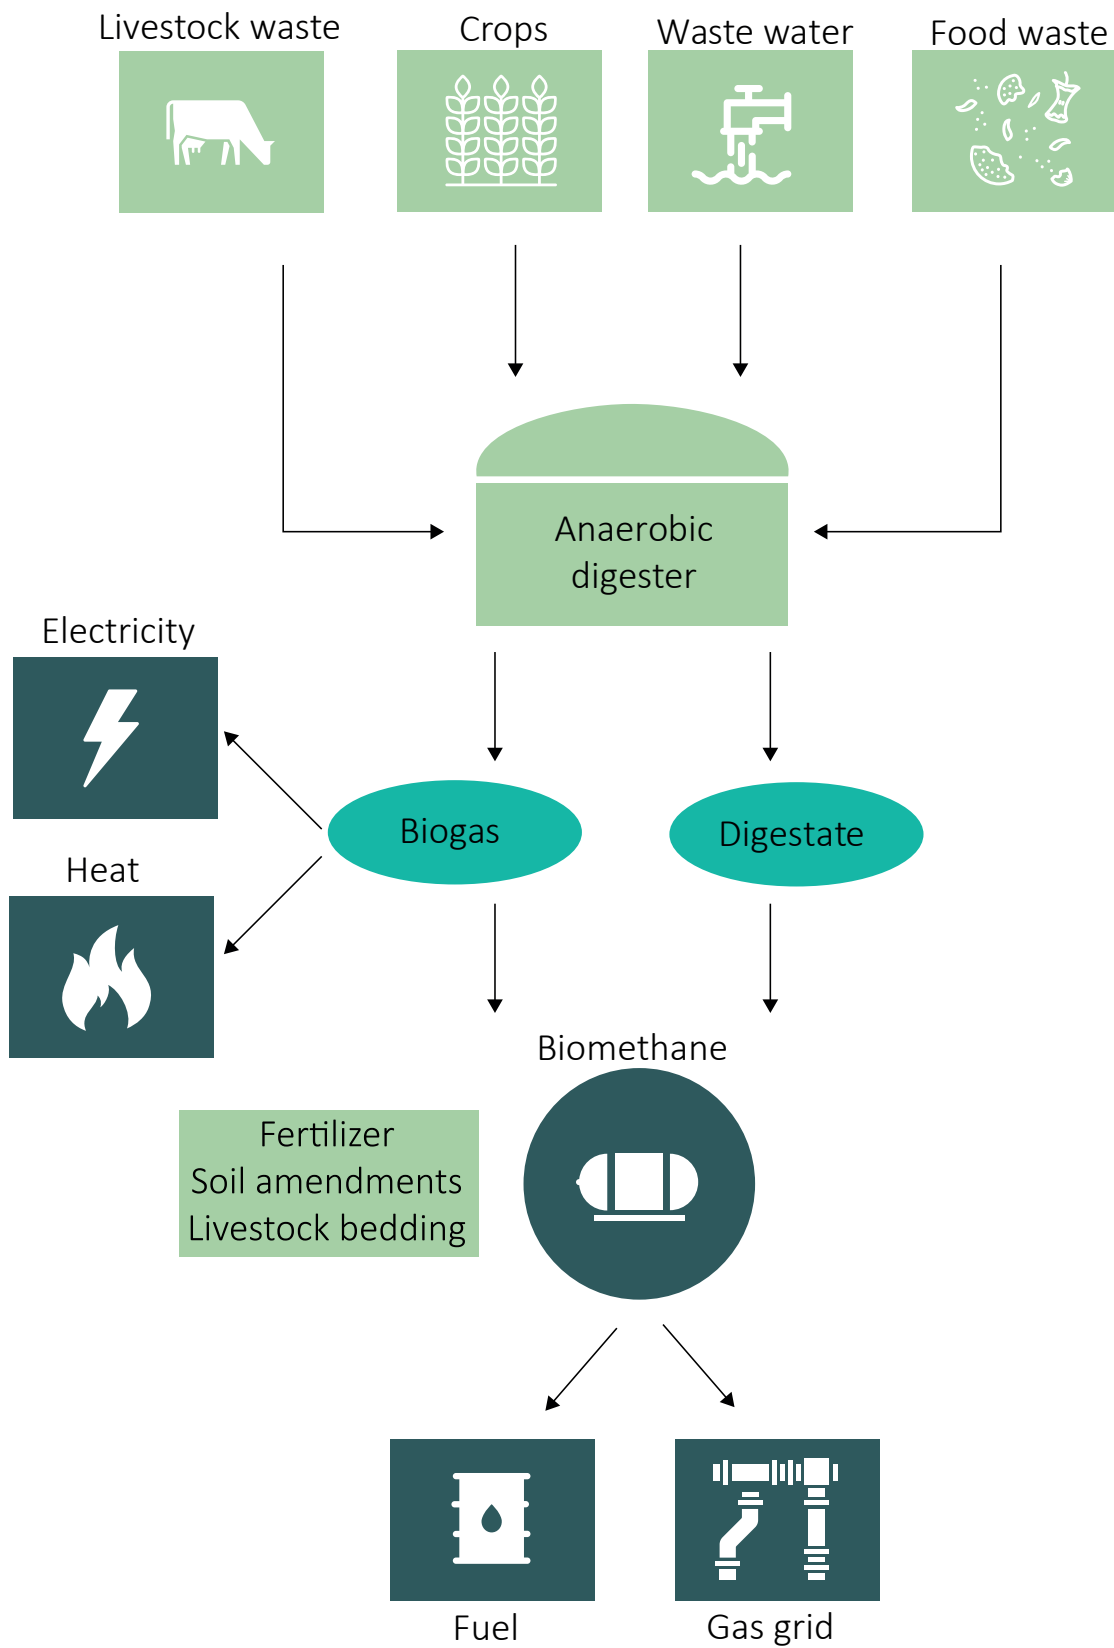 Livestock waste
Crops
Waste water
Food waste
Anaerobic
digester
Electricity
Biogas
Digestate
Heat
Biomethane
Fertilizer
Soil amendments
Livestock bedding
Fuel
Gas grid